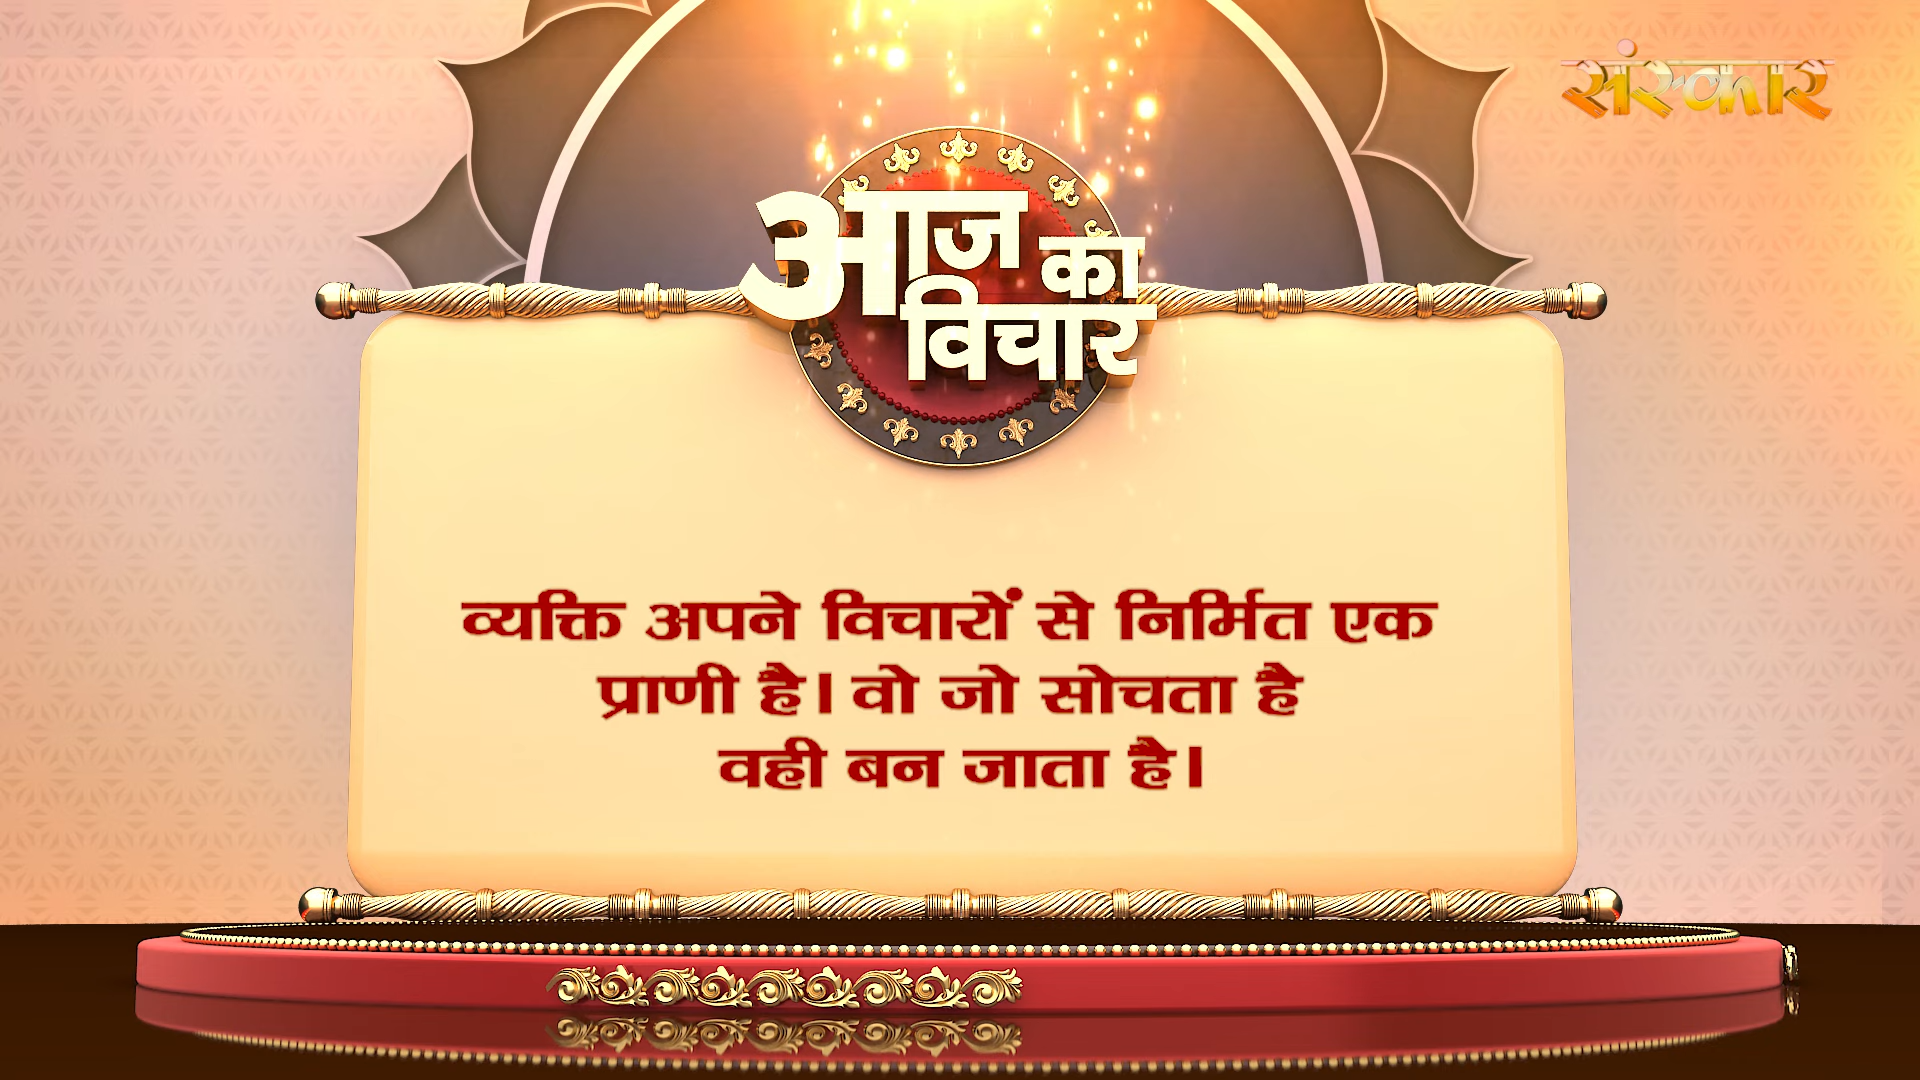 संस्कार
आज का
विचार
व्यक्ति अपने विचारों से निर्मित एक
प्राणी है। वो जो सोचता है
वही बन जाता है।